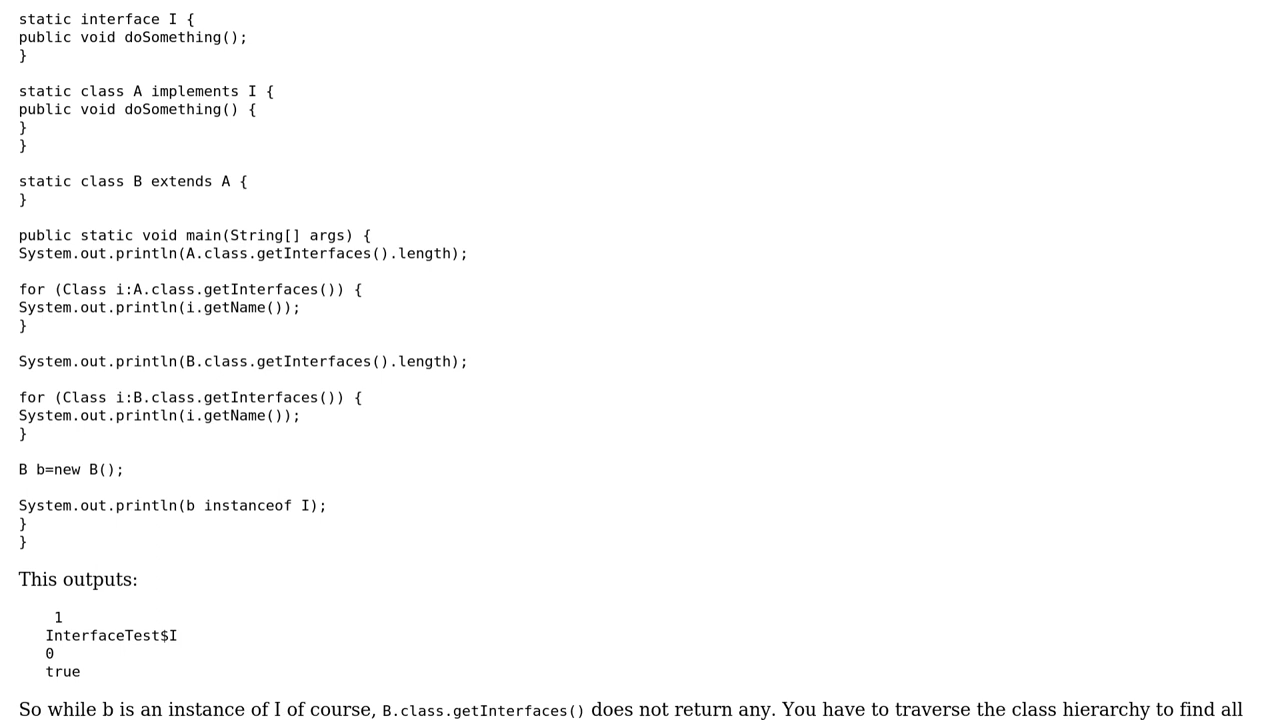 static interface I {
public void doSomething();
}
static class A implements I {
public void doSomething() {
}
}
static class B extends A {
}
public static void main(String[] args) {
System.out.println(A.class.getInterfaces().length);
for (Class i:A.class.getInterfaces()) {
System.out.println(i.getName());
}
System.out.println(B.class.getInterfaces().length);
for (Class i:B.class.getInterfaces()) {
System.out.println(i.getName());
}
B b=new B();
System.out.println(b instanceof I);
}
}
This outputs:
1
InterfaceTest$I
0
true
So while b is an instance of I of course, B.class.getInterfaces() does not return any. You have to traverse the class hierarchy to find all